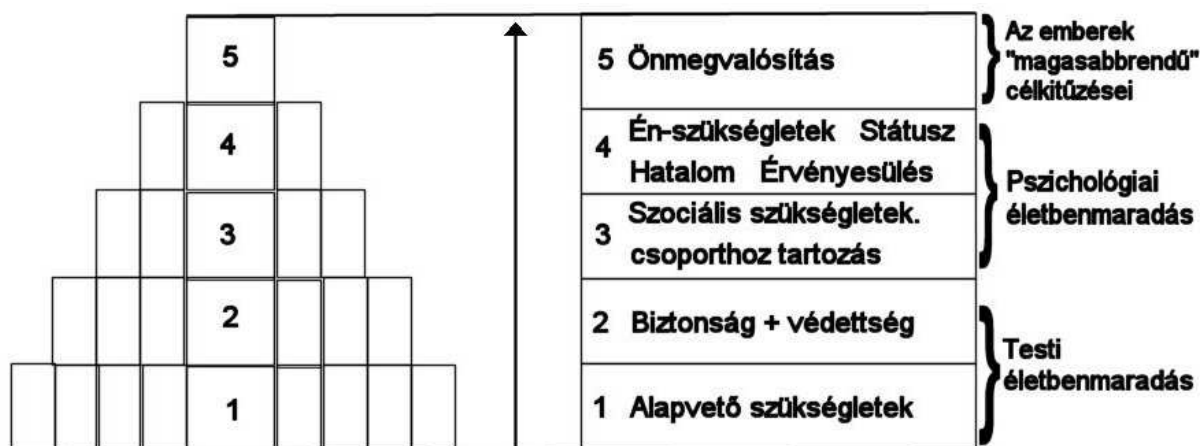 5
4
3
2
1
5 Önmegvalósítás
4 Én-szükségletek Státusz
Hatalom Érvényesülés
3 Szociális szükségletek.
csoporthoz tartozás
2 Biztonság + védettség
1 Alapvető szükségletek
Az emberek
"magasabbrendű"
célkitűzései
Pszichológiai
életbenmaradás
Testi
életbenmaradás